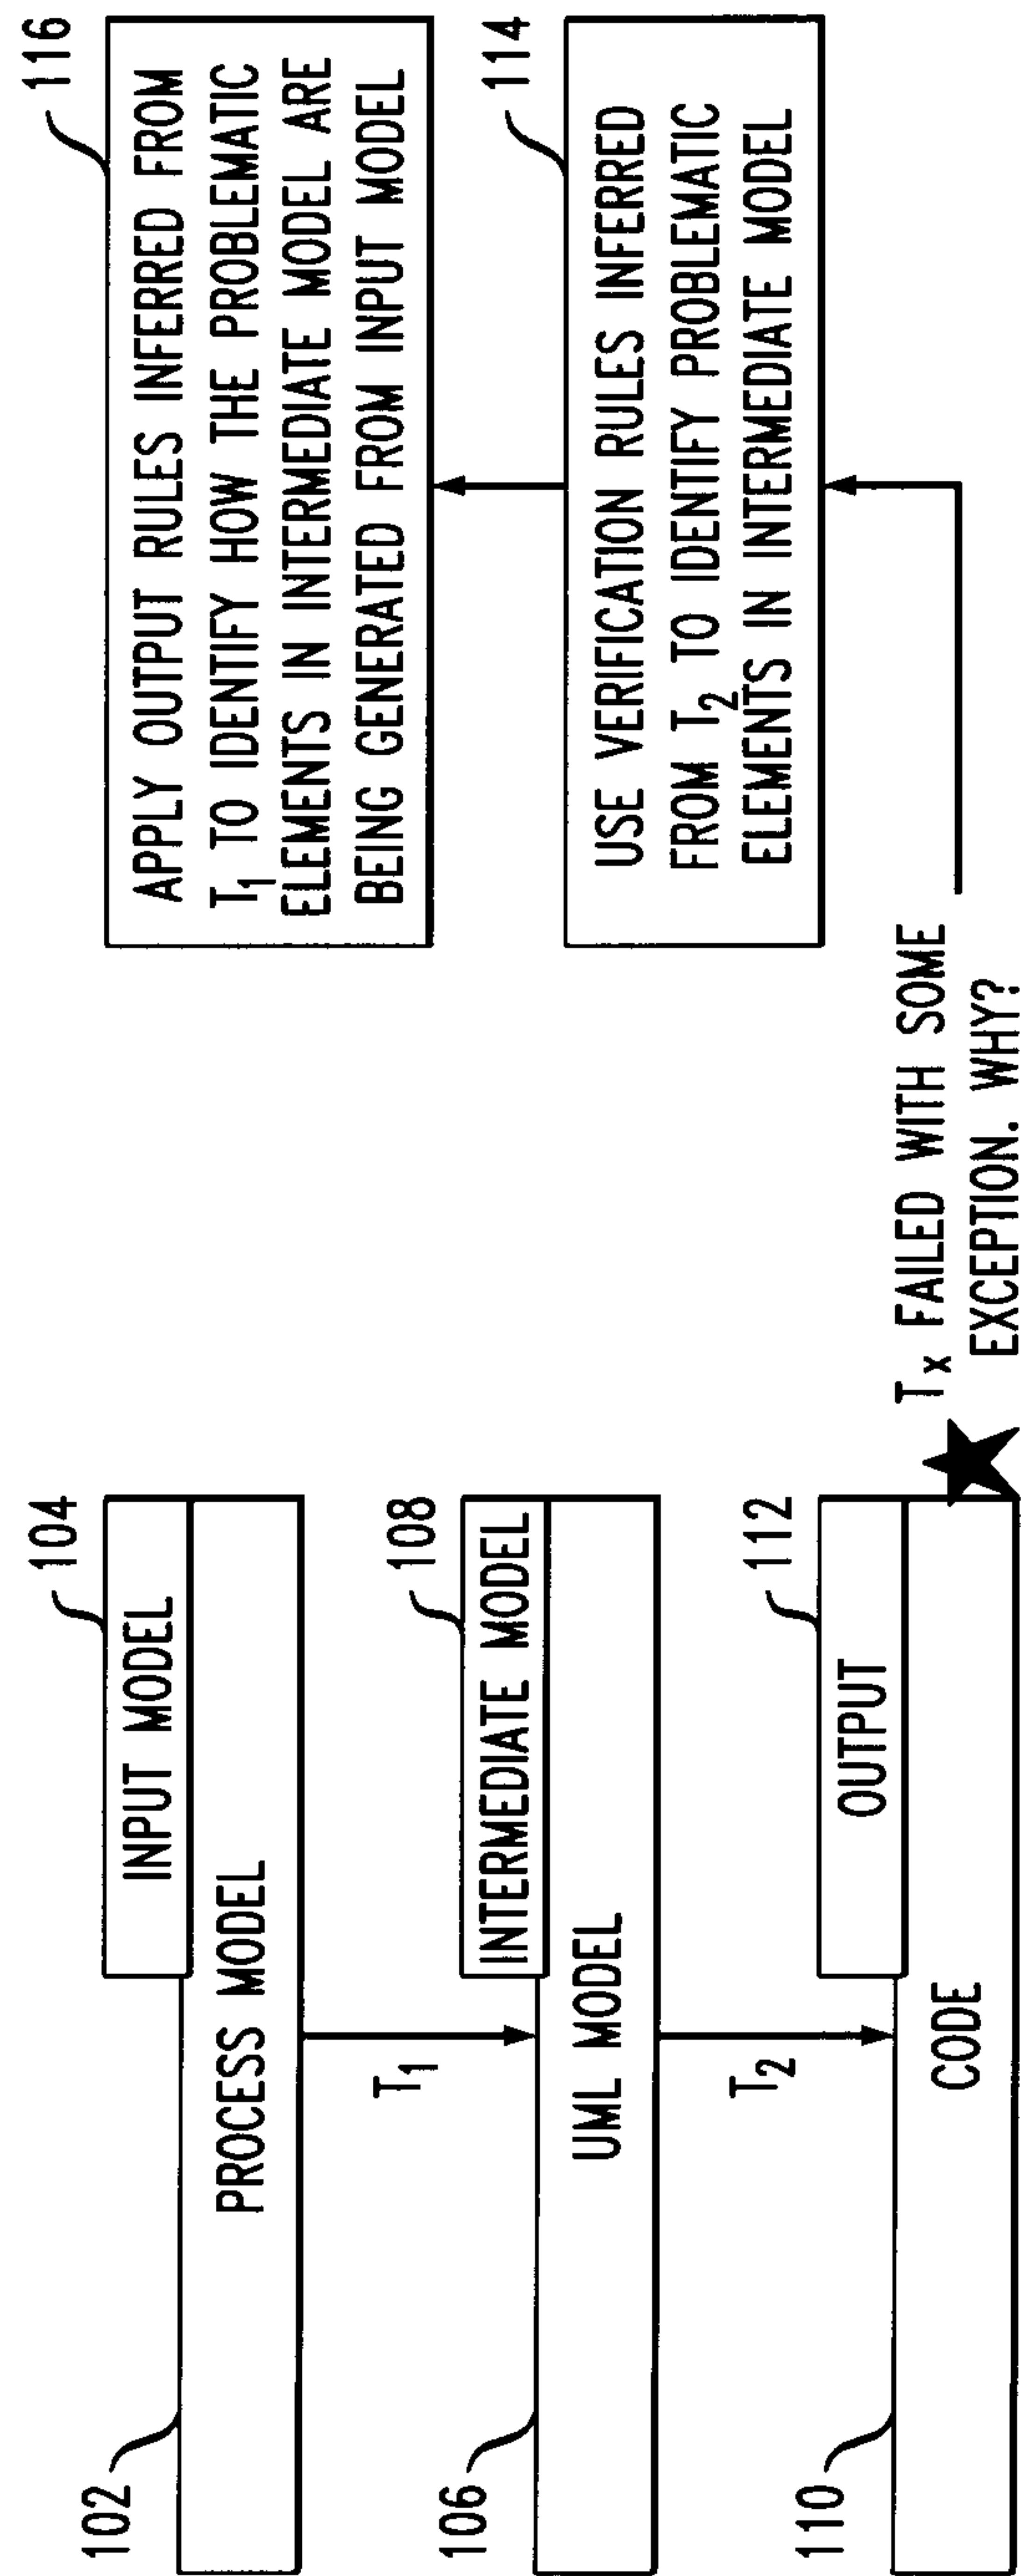 102
104
INPUT MODEL
PROCESS MODEL
T1
106
108
INTERMEDIATE MODEL
UML MODEL
T2
110
112
OUTPUT
CODE
Tx FAILED WITH SOME
EXCEPTION. WHY?
116
APPLY OUTPUT RULES INFERRED FROM
T1 TO IDENTIFY HOW THE PROBLEMATIC
ELEMENTS IN INTERMEDIATE MODEL ARE
BEING GENERATED FROM INPUT MODEL
114
USE VERIFICATION RULES INFERRED
FROM T2 TO IDENTIFY PROBLEMATIC
ELEMENTS IN INTERMEDIATE MODEL